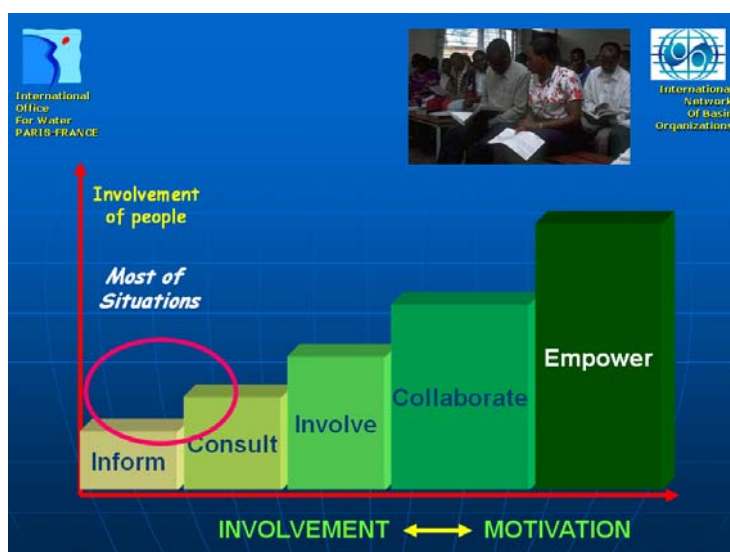 International
Office
For Water
PARIS-FRANCE
International
Network
Of Basin
Organizations
Involvement
of people
Most of
Situations
Inform
Consult
Involve
Collaborate
Empower
INVOLVEMENT MOTIVATION